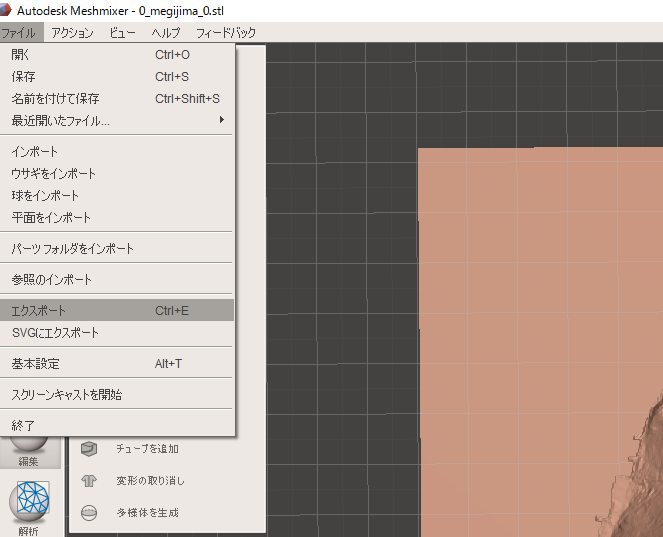 Autodesk Meshmixer - 0_megijima_0.stl
ファイル アクション ビュー ヘルプ フィードバック
開く Ctrl+O
保存 Ctrl+S
名前を付けて保存 Ctrl+Shift+S
最近開いたファイル...
インポート
ウサギをインポート
球をインポート
平面をインポート
パーツ フォルダをインポート
参照のインポート
エクスポート Ctrl+E
SVGにエクスポート
基本設定 Alt+T
スクリーンキャストを開始
終了
チューブを追加
編集
変形の取り消し
多様体を生成
解析